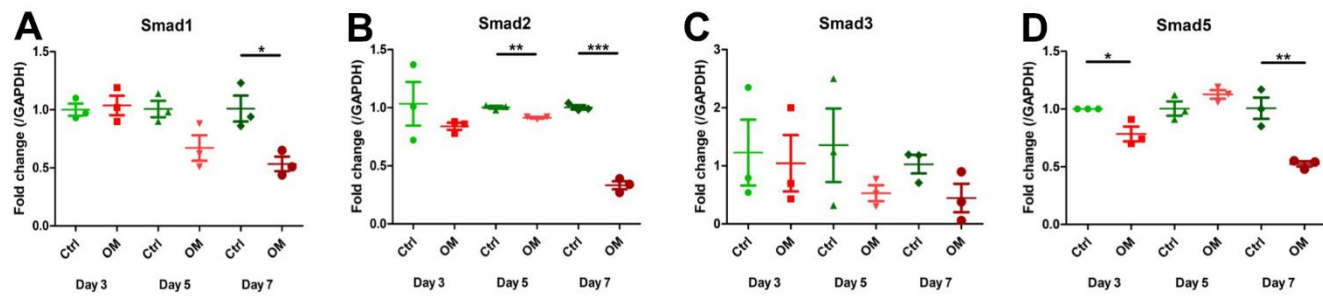 A
Smad1
Fold change (/GAPDH)
1.5
1.0
0.5
0.0
*
Ctrl
OM
Ctrl
OM
Ctrl
OM
Day 3
Day 5
Day 7
B
Smad2
Fold change (/GAPDH)
1.5
1.0
0.5
0.0
**
***
Ctrl
OM
Ctrl
OM
Ctrl
OM
Day 3
Day 5
Day 7
C
Smad3
Fold change (/GAPDH)
3
2
1
0
Ctrl
OM
Ctrl
OM
Ctrl
OM
Day 3
Day 5
Day 7
D
Smad5
Fold change (/GAPDH)
1.5
1.0
0.5
0.0
*
**
Ctrl
OM
Ctrl
OM
Ctrl
OM
Day 3
Day 5
Day 7